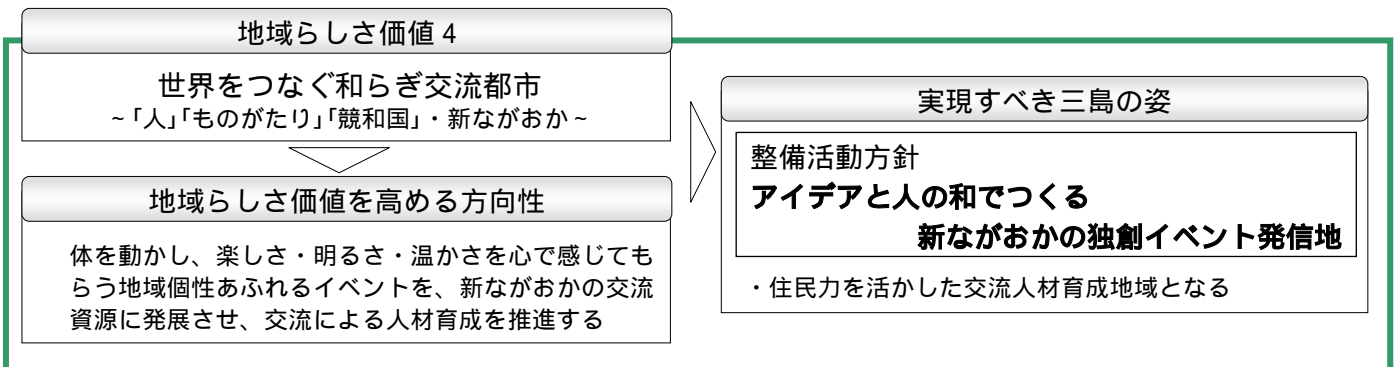 地域らしさ価値4
世界をつなぐ和らぎ交流都市
~「人」「ものがたり」「競和国」・新ながおか~
地域らしさ価値を高める方向性
体を動かし、楽しさ・明るさ・温かさを心で感じても
らう地域個性あふれるイベントを、新ながおかの交流
資源に発展させ、交流による人材育成を推進する
実現すべき三島の姿
整備活動方針
アイデアと人の和でつくる
新ながおかの独創イベント発信地
・住民力を活かした交流人材育成地域となる